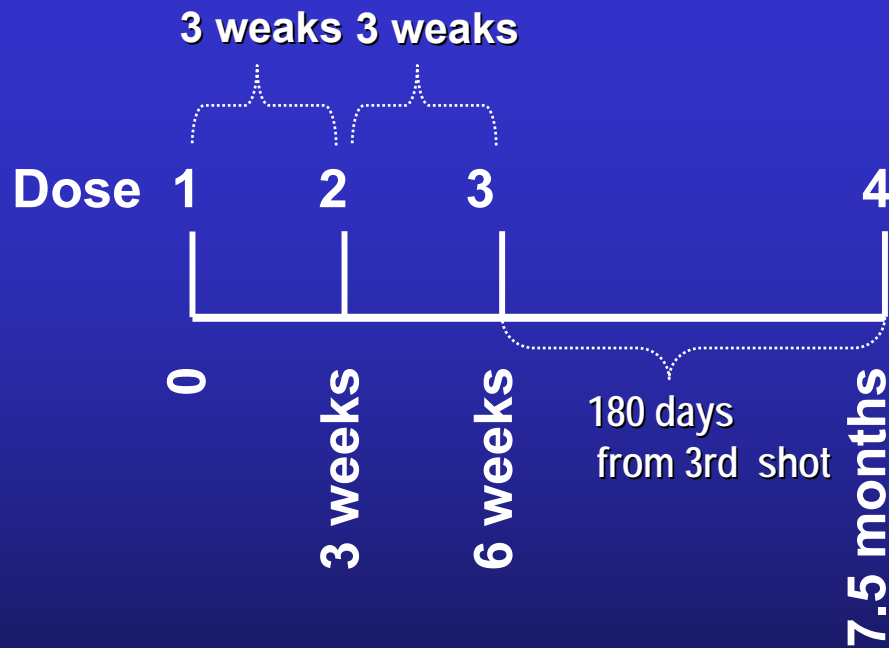 3 weaks 3 weaks
Dose 1 2 3 4
0
3 weeks
6 weeks
180 days
from 3rd shot
7.5 months